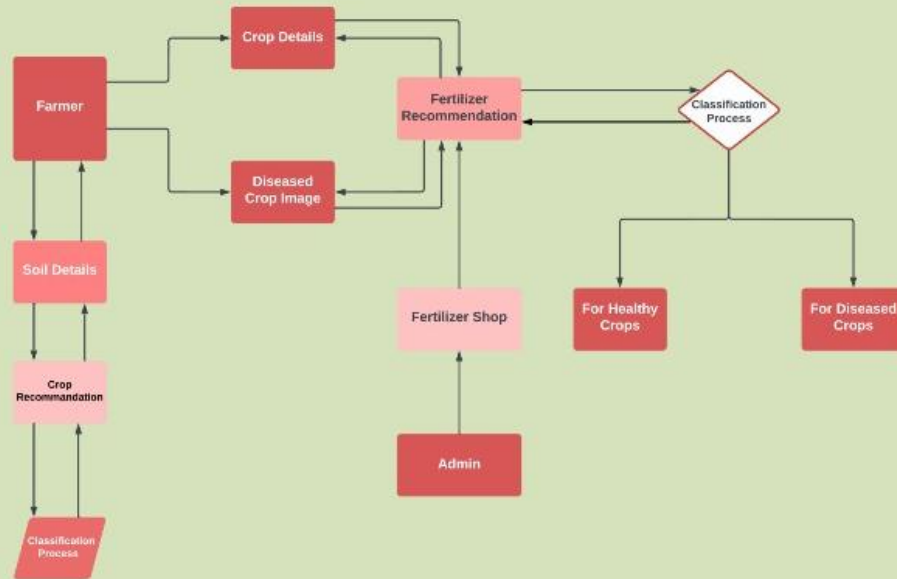 Crop Details
Farmer
Fertilizer
Recommendation
Classification
Process
Diseased
Crop Image
Soil Details
Fertilizer Shop
For Healthy
Crops
For Diseased
Crops
Crop
Recommandation
Admin
Classification
Process